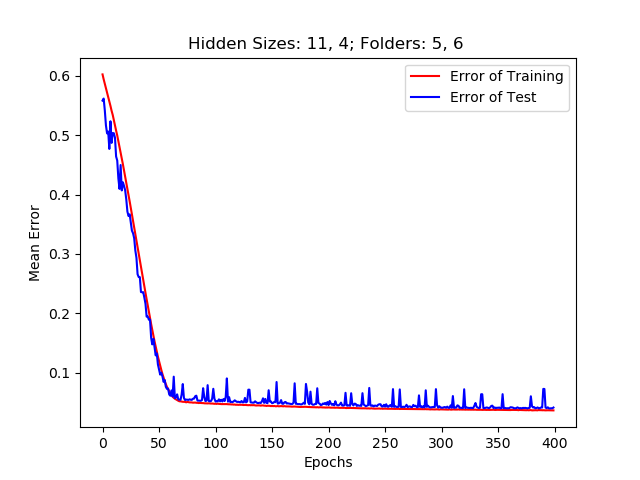 Hidden Sizes: 11, 4; Folders: 5, 6
Error of Training
Error of Test
Mean Error
0.6
0.5
0.4
0.3
0.2
0.1
0 50 100 150 200 250 300 350 400
Epochs